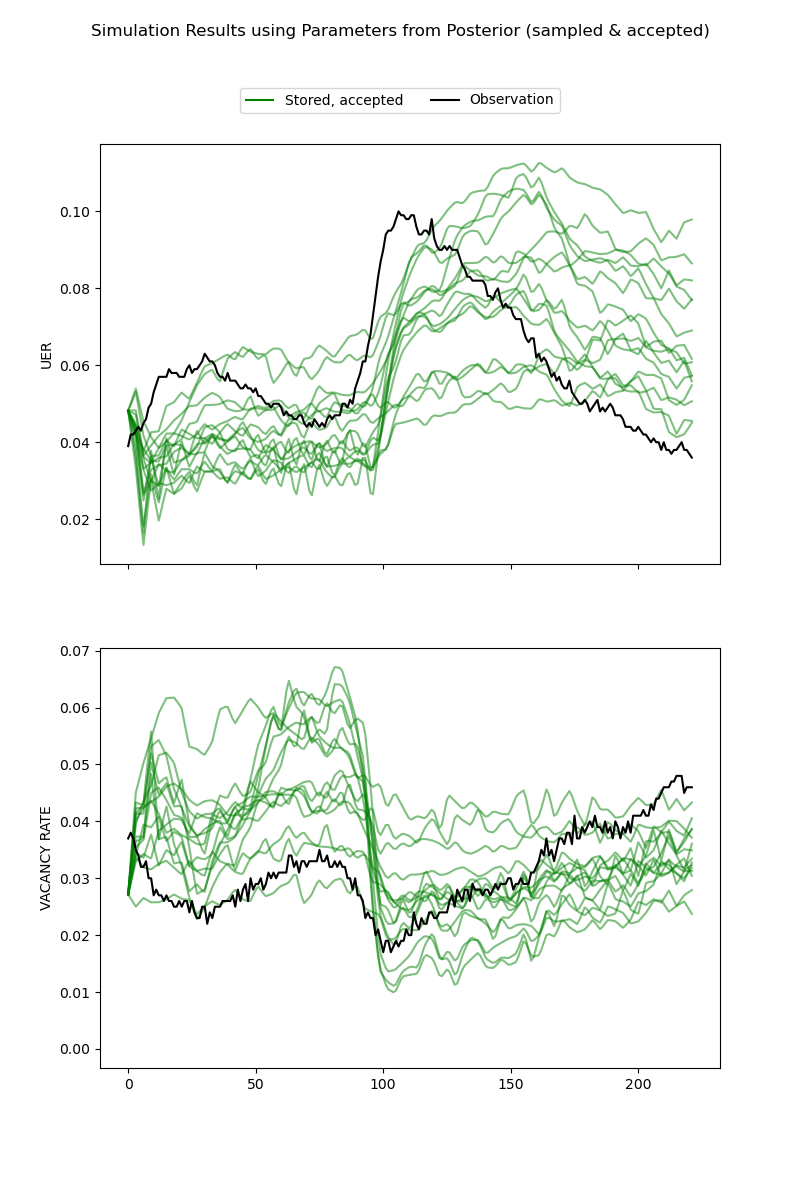 Simulation Results using Parameters from Posterior (sampled & accepted)
Stored, accepted
Observation
0.10
0.08
0.06
0.04
0.02
UER
0.07
0.06
0.05
0.04
0.03
0.02
0.01
0.00
VACANCY RATE
0 50 100 150 200